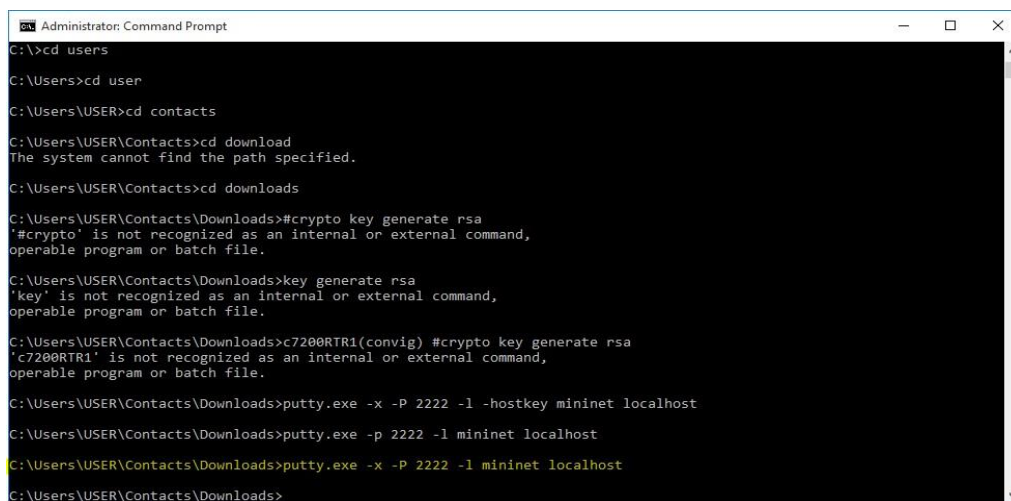 Administrator: Command Prompt
C:\>cd users
C:\Users>cd user
C:\Users\USER>cd contacts
C:\Users\USER\Contacts>cd download
The system cannot find the path specified.
C:\Users\USER\Contacts>cd downloads
C:\Users\USER\Contacts\Downloads>#crypto key generate rsa
'#crypto' is not recognized as an internal or external command,
operable program or batch file.
C:\Users\USER\Contacts\Downloads>key generate rsa
'key' is not recognized as an internal or external command,
operable program or batch file.
C:\Users\USER\Contacts\Downloads>c7200RTR1(convig) #crypto key generate rsa
'c7200RTR1' is not recognized as an internal or external command,
operable program or batch file.
C:\Users\USER\Contacts\Downloads>putty.exe -x -P 2222 -l -hostkey mininet localhost
C:\Users\USER\Contacts\Downloads>putty.exe -p 2222 -l mininet localhost
C:\Users\USER\Contacts\Downloads>putty.exe -x -P 2222 -l mininet localhost
C:\Users\USER\Contacts\Downloads>